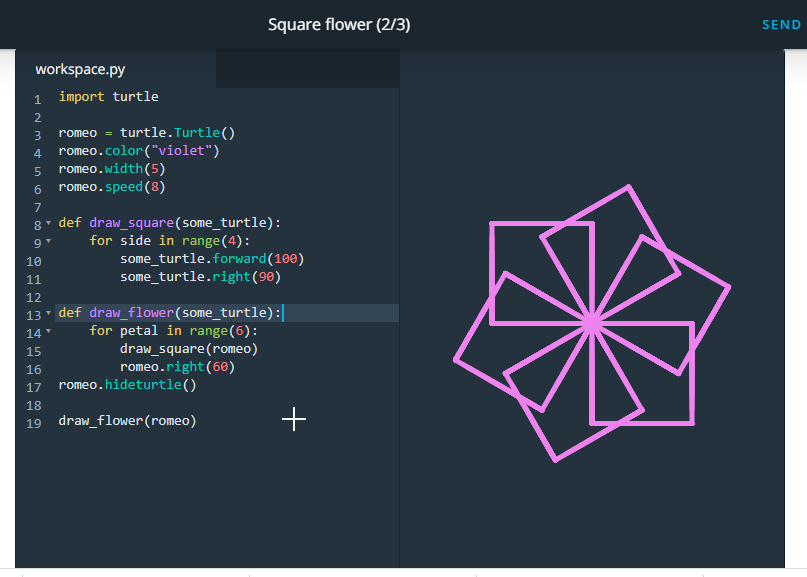 Square flower (2/3)
SEND
workspace.py
1 import turtle
2
3 romeo = turtle.Turtle()
4 romeo.color("violet")
5 romeo.width(5)
6 romeo.speed(8)
7
8 def draw_square(some_turtle):
9     for side in range(4):
10         some_turtle.forward(100)
11         some_turtle.right(90)
12
13 def draw_flower(some_turtle):
14     for petal in range(6):
15         draw_square(romeo)
16         romeo.right(60)
17 romeo.hideturtle()
18
19 draw_flower(romeo)